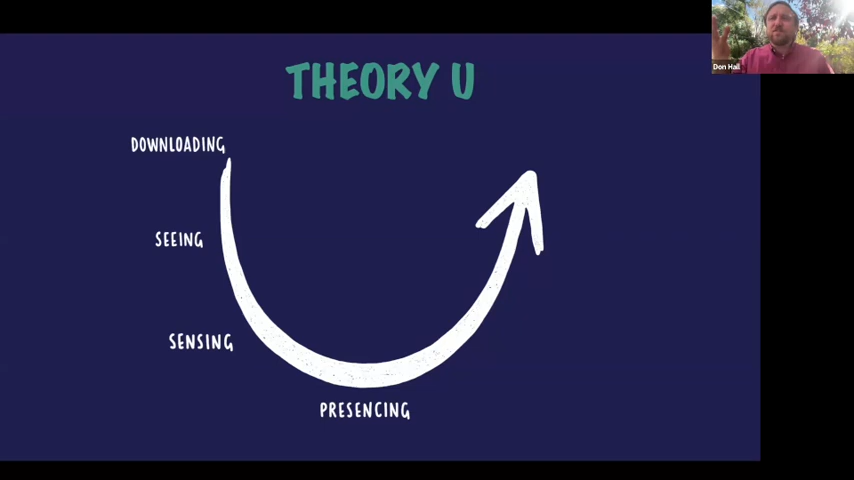 THEORY U
DOWNLOADING
SEEING
SENSING
PRESENCING
Don Hall